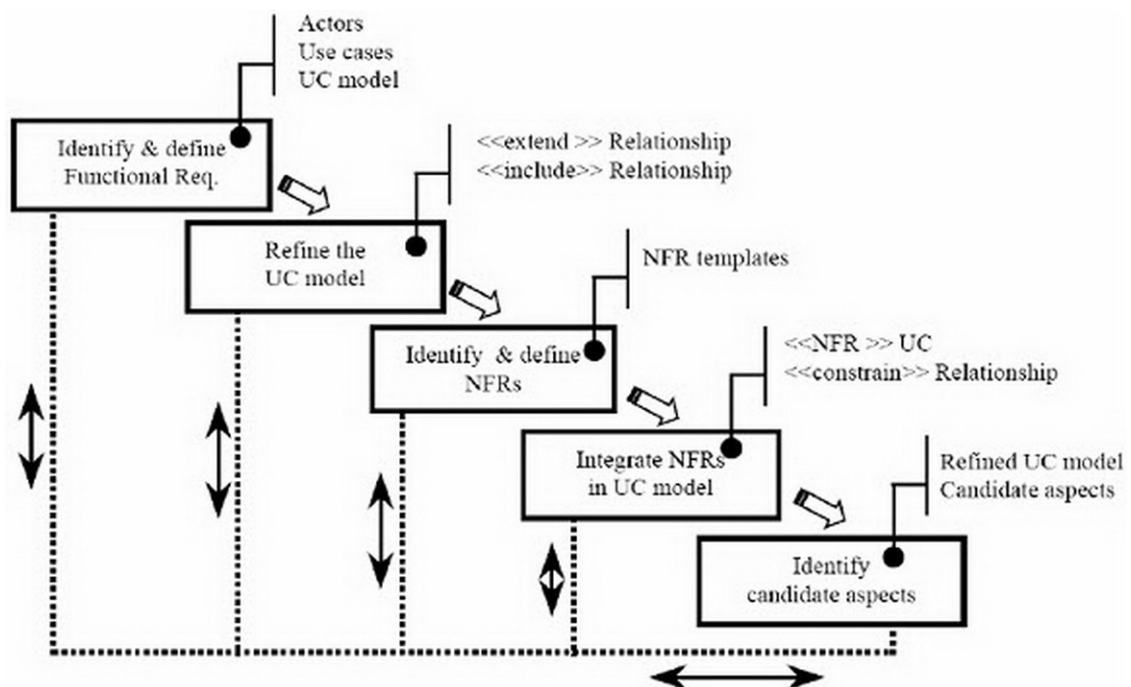 Actors
Use cases
UC model
Identify & define
Functional Req.
<<extend >> Relationship
<<include>> Relationship
Refine the
UC model
NFR templates
Identify & define
NFRs
<<NFR >> UC
<<constrain>> Relationship
Integrate NFRs
in UC model
Refined UC model
Candidate aspects
Identify
candidate aspects